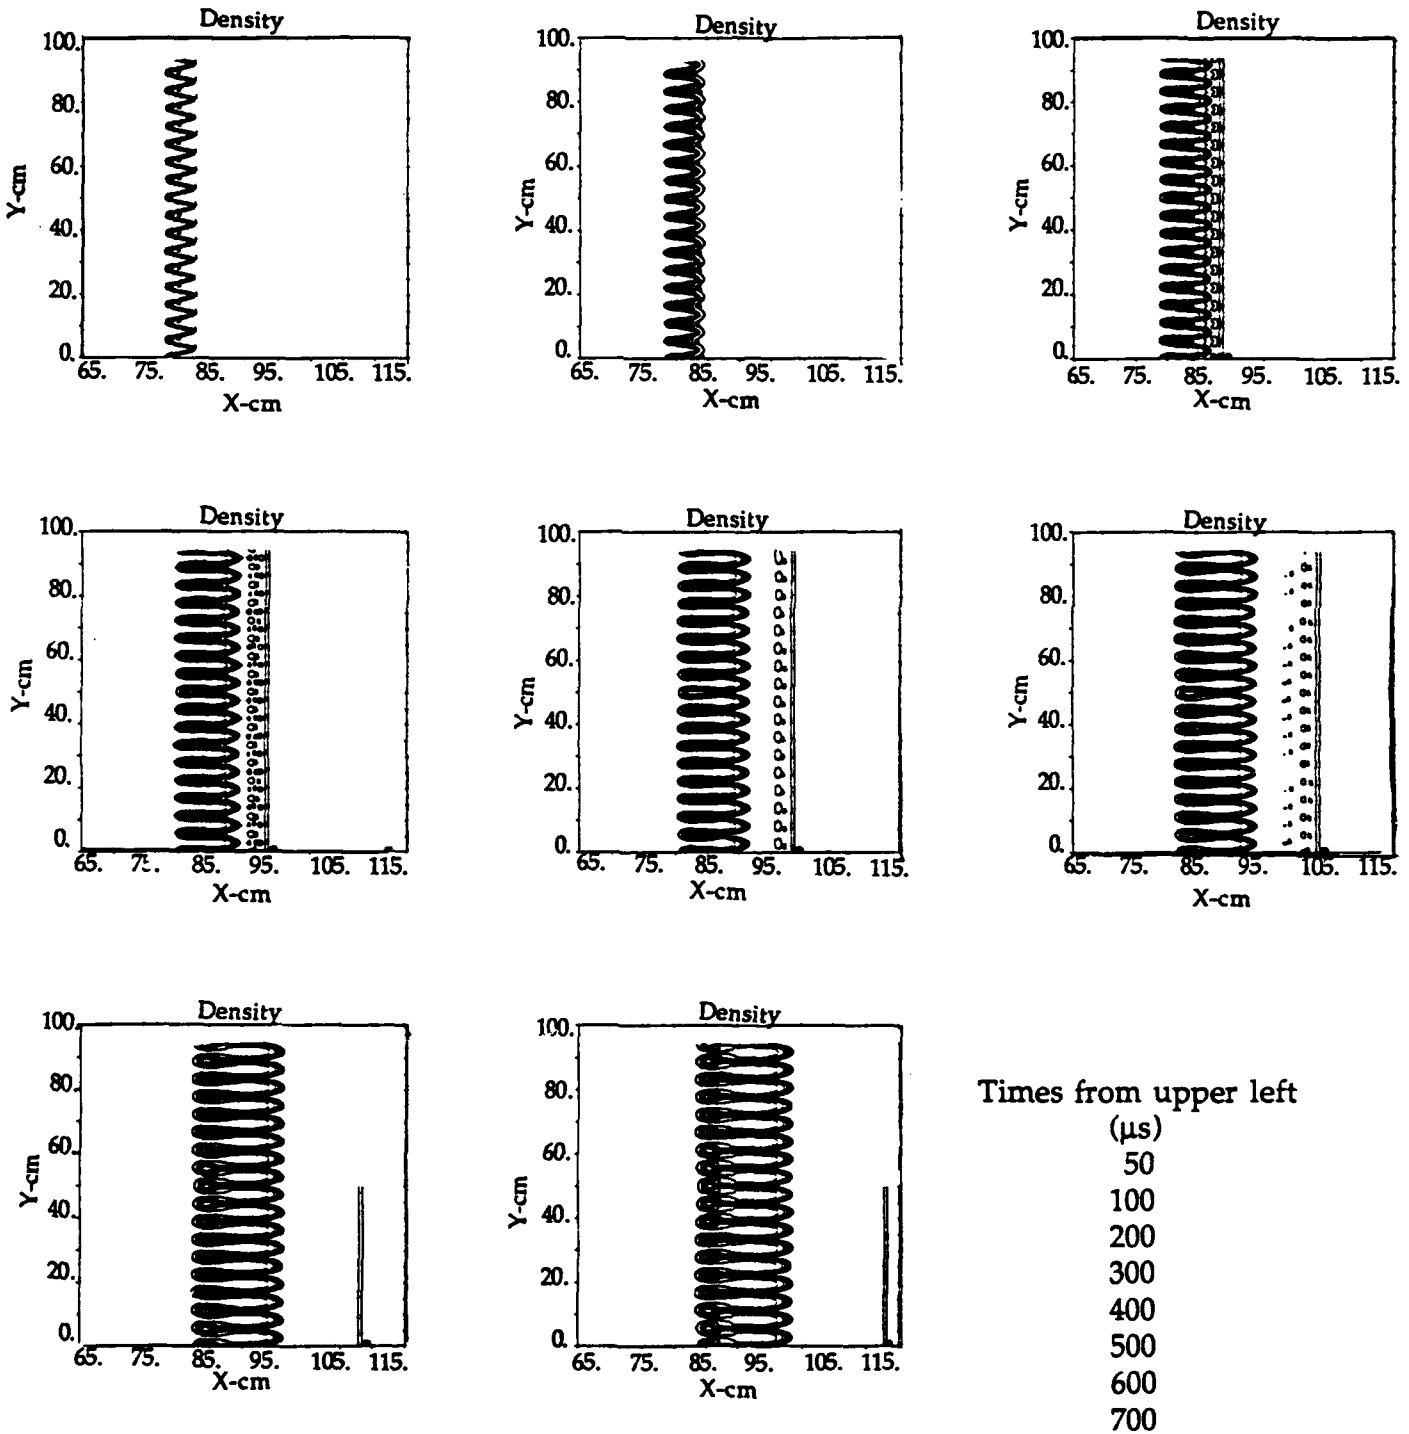 Density
100.
80.
60.
40.
20.
0.
Y-cm
65. 75. 85. 95. 105. 115.
X-cm
Density
100.
80.
60.
40.
20.
0.
Y-cm
65. 75. 85. 95. 105. 115.
X-cm
Density
100.
80.
60.
40.
20.
0.
Y-cm
65. 75. 85. 95. 105. 115.
X-cm
Density
100.
80.
60.
40.
20.
0.
Y-cm
65. 75. 85. 95. 105. 115.
X-cm
Density
100.
80.
60.
40.
20.
0.
Y-cm
65. 75. 85. 95. 105. 115.
X-cm
Density
100.
80.
60.
40.
20.
0.
Y-cm
65. 75. 85. 95. 105. 115.
X-cm
Density
100.
80.
60.
40.
20.
0.
Y-cm
65. 75. 85. 95. 105. 115.
X-cm
Density
100.
80.
60.
40.
20.
0.
Y-cm
65. 75. 85. 95. 105. 115.
X-cm
Times from upper left
(μs)
50
100
200
300
400
500
600
700